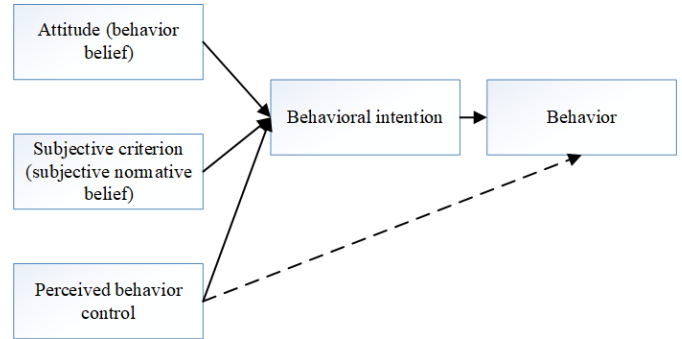 Attitude (behavior
belief)
Subjective criterion
(subjective normative
belief)
Perceived behavior
control
Behavioral intention
Behavior